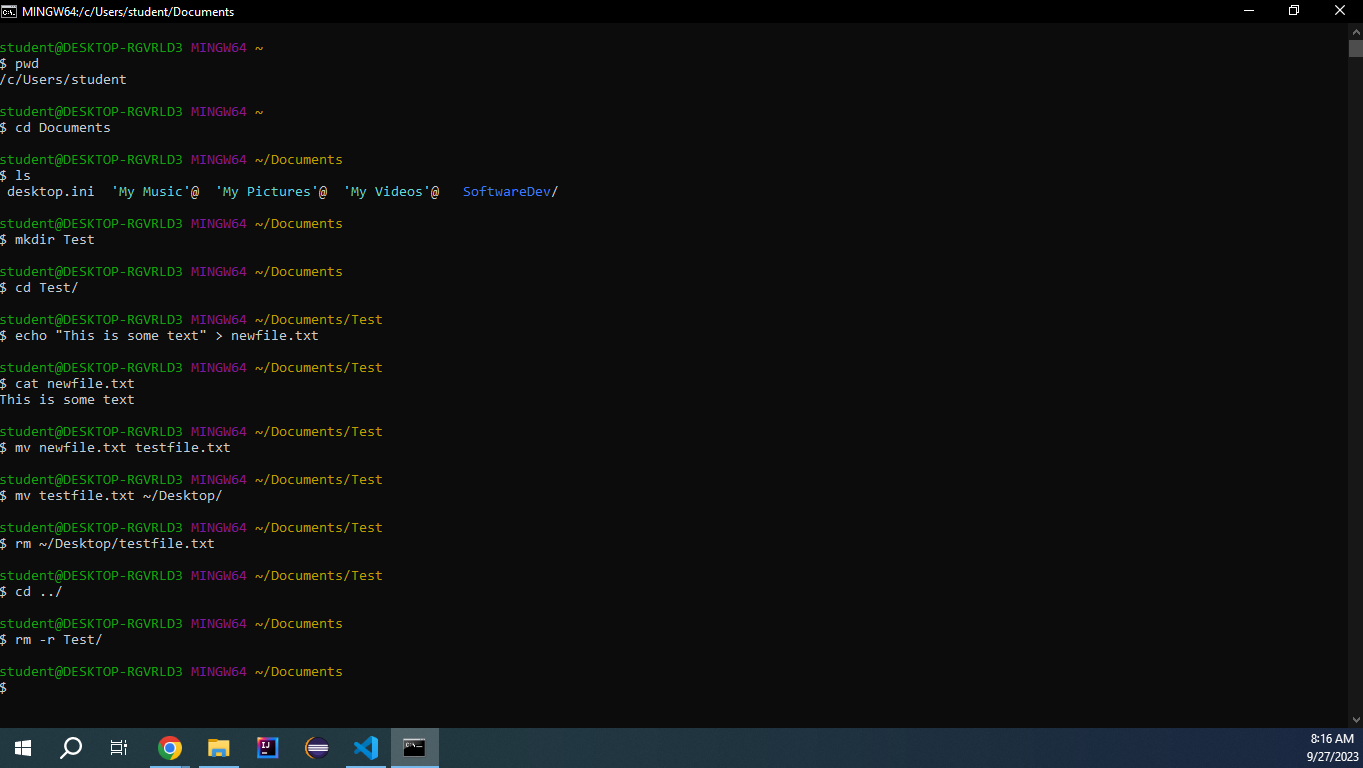 MINGW64:/c/Users/student/Documents
student@DESKTOP-RGVRLD3 MINGW64 ~
$ pwd
/c/Users/student
student@DESKTOP-RGVRLD3 MINGW64 ~
$ cd Documents
student@DESKTOP-RGVRLD3 MINGW64 ~/Documents
$ ls
desktop.ini  'My Music'@  'My Pictures'@  'My Videos'@   SoftwareDev/
student@DESKTOP-RGVRLD3 MINGW64 ~/Documents
$ mkdir Test
student@DESKTOP-RGVRLD3 MINGW64 ~/Documents
$ cd Test/
student@DESKTOP-RGVRLD3 MINGW64 ~/Documents/Test
$ echo "This is some text" > newfile.txt
student@DESKTOP-RGVRLD3 MINGW64 ~/Documents/Test
$ cat newfile.txt
This is some text
student@DESKTOP-RGVRLD3 MINGW64 ~/Documents/Test
$ mv newfile.txt testfile.txt
student@DESKTOP-RGVRLD3 MINGW64 ~/Documents/Test
$ mv testfile.txt ~/Desktop/
student@DESKTOP-RGVRLD3 MINGW64 ~/Documents/Test
$ rm ~/Desktop/testfile.txt
student@DESKTOP-RGVRLD3 MINGW64 ~/Documents/Test
$ cd ../
student@DESKTOP-RGVRLD3 MINGW64 ~/Documents
$ rm -r Test/
student@DESKTOP-RGVRLD3 MINGW64 ~/Documents
$
IJ
8:16 AM
9/27/2023